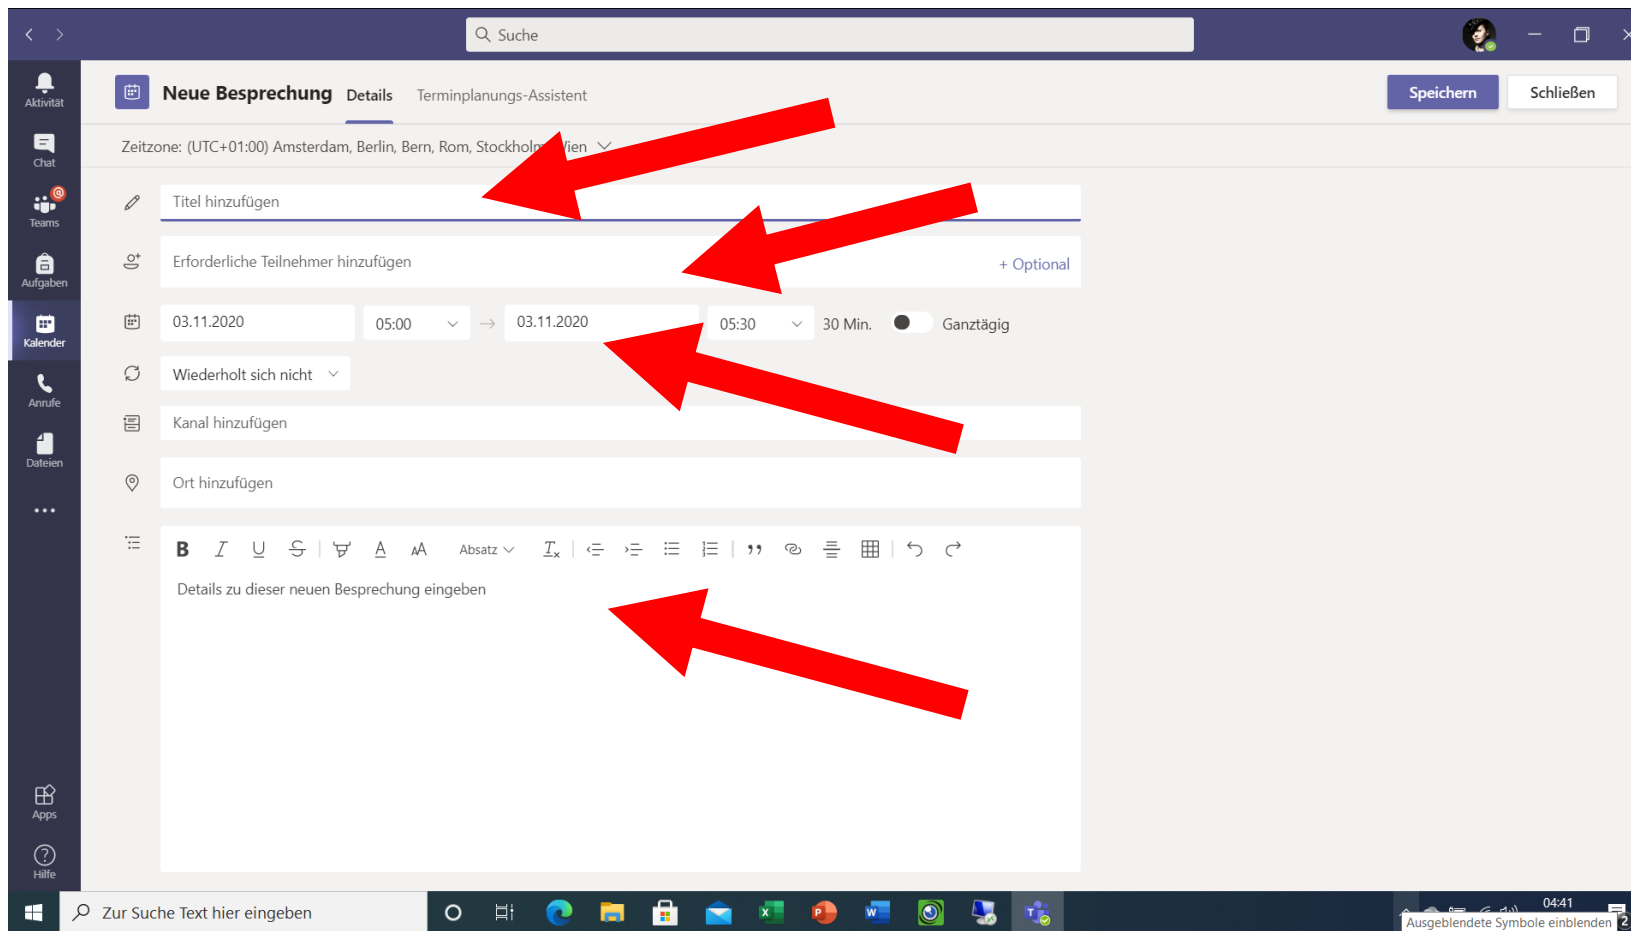 Suche
Aktivität
Chat
Teams
Aufgaben
Kalender
Anrufe
Dateien
Apps
Hilfe
Neue Besprechung Details Terminplanungs-Assistent Speichern Schließen
Zeitzone: (UTC+01:00) Amsterdam, Berlin, Bern, Rom, Stockholm
Titel hinzufügen
Erforderliche Teilnehmer hinzufügen + Optional
03.11.2020 05:00 → 03.11.2020 05:30 30 Min. Ganztägig
Wiederholt sich nicht
Kanal hinzufügen
Ort hinzufügen
B I U S A AA Absatz Tx
Details zu dieser neuen Besprechung eingeben
Zur Suche Text hier eingeben 04:41
Ausgeblendete Symbole einblenden 2